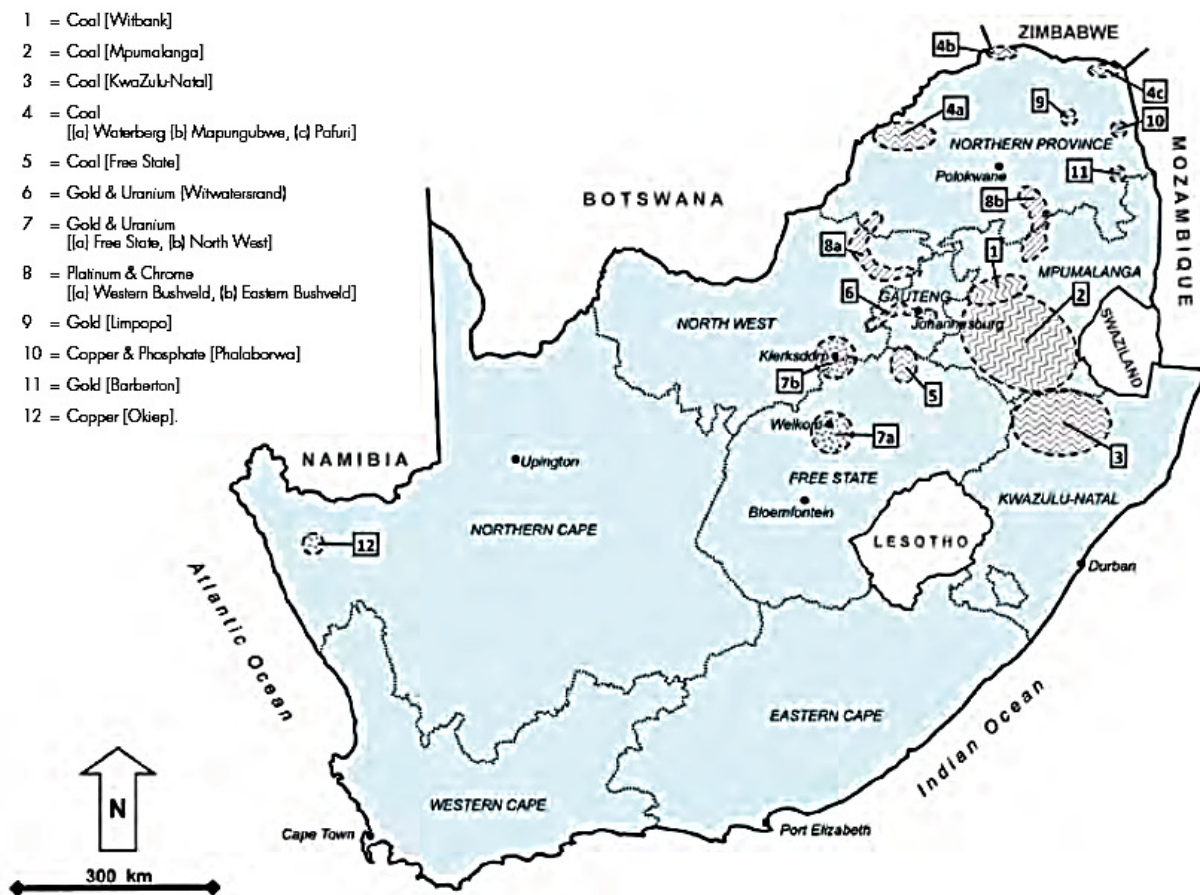 1 = Coal [Witbank]
2 = Coal [Mpumalanga]
3 = Coal [KwaZulu-Natal]
4 = Coal
[(a) Waterberg (b) Mapungubwe, (c) Pafuri]
5 = Coal [Free State]
6 = Gold & Uranium (Witwatersrand)
7 = Gold & Uranium
[(a) Free State, (b) North West]
8 = Platinum & Chrome
[(a) Western Bushveld, (b) Eastern Bushveld]
9 = Gold [Limpopo]
10 = Copper & Phosphate [Phalaborwa]
11 = Gold [Barberton]
12 = Copper [Okiep].
ZIMBABWE
4b
4c
9
4a
10
NORTHERN PROVINCE
MOZAMBIQUE
Polokwane
11
BOTSWANA
8b
8a
1
MPUMALANGA
6
GAUTENG
2
Johannesburg
NORTH WEST
SWAZILAND
Klerksdorp
7b
5
Welkom
7a
3
NAMIBIA
Upington
FREE STATE
KWAZULU-NATAL
Bloemfontein
NORTHERN CAPE
12
LESOTHO
Durban
Atlantic Ocean
EASTERN CAPE
Indian Ocean
N
WESTERN CAPE
Cape Town
Port Elizabeth
300 km